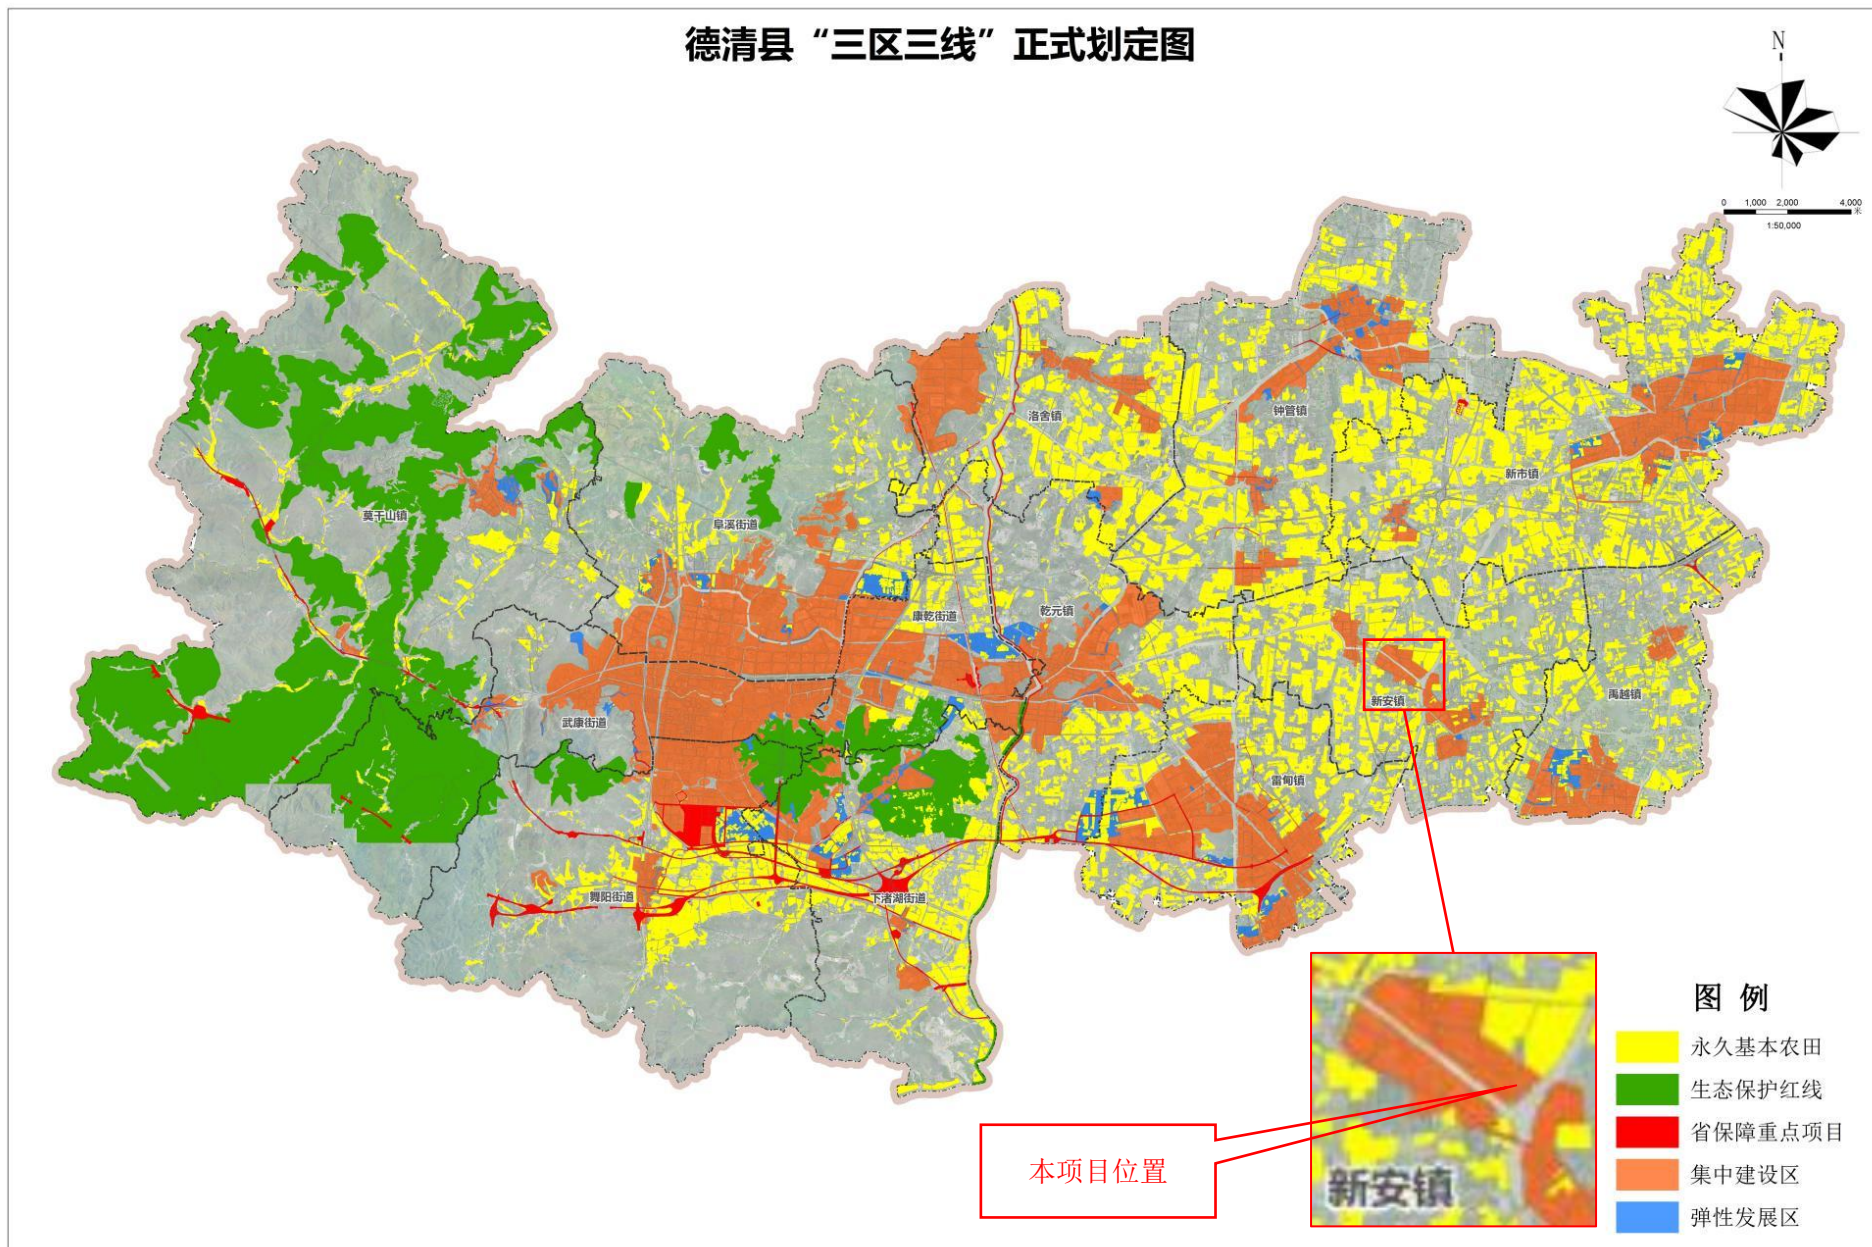 德清县“三区三线”正式划定图
N
0 1,000 2,000 4,000
米
1:50,000
洛舍镇
钟管镇
新市镇
莫干山镇
阜溪街道
康乾街道
乾元镇
新安镇
禹越镇
武康街道
雷甸镇
舞阳街道
下渚湖街道
新安镇
本项目位置
图 例
永久基本农田
生态保护红线
省保障重点项目
集中建设区
弹性发展区